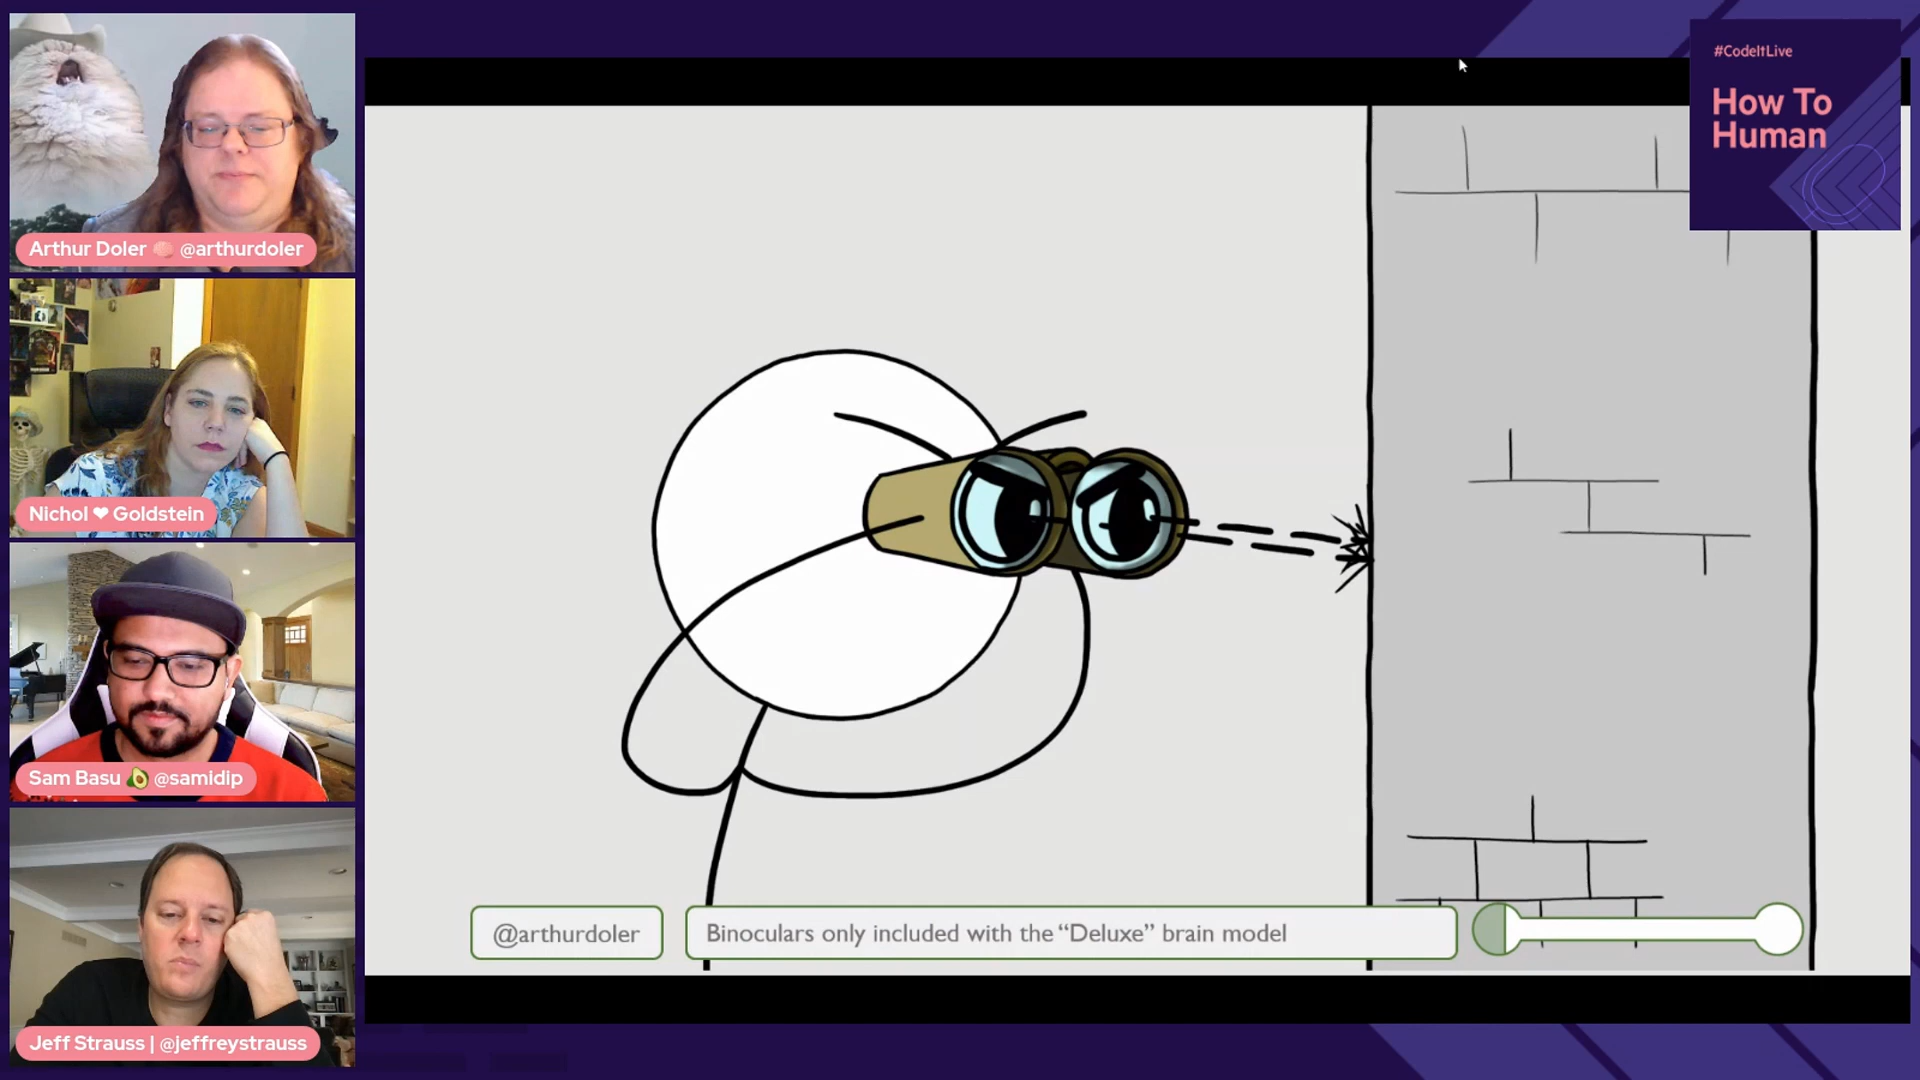 Arthur Doler 🧠 @arthurdoler
Nichol ❤ Goldstein
Sam Basu 🥑 @samidip
Jeff Strauss | @jeffreystrauss
#CodeItLive
How To
Human
@arthurdoler
Binoculars only included with the “Deluxe” brain model